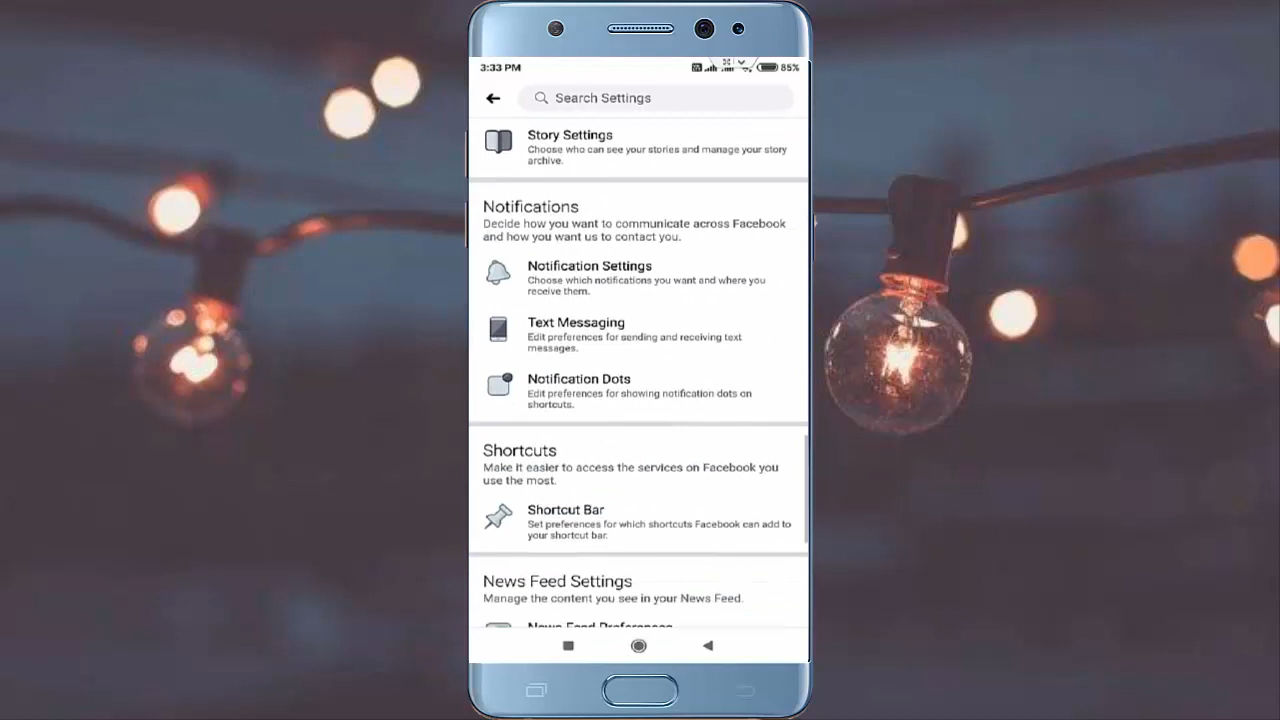 3:33 PM
85%
Search Settings
Story Settings
Choose who can see your stories and manage your story
archive.
Notifications
Decide how you want to communicate across Facebook
and how you want us to contact you.
Notification Settings
Choose which notifications you want and where you
receive them.
Text Messaging
Edit preferences for sending and receiving text
messages.
Notification Dots
Edit preferences for showing notification dots on
shortcuts.
Shortcuts
Make it easier to access the services on Facebook you
use the most.
Shortcut Bar
Set preferences for which shortcuts Facebook can add to
your shortcut bar.
News Feed Settings
Manage the content you see in your News Feed.
News Feed Preferences